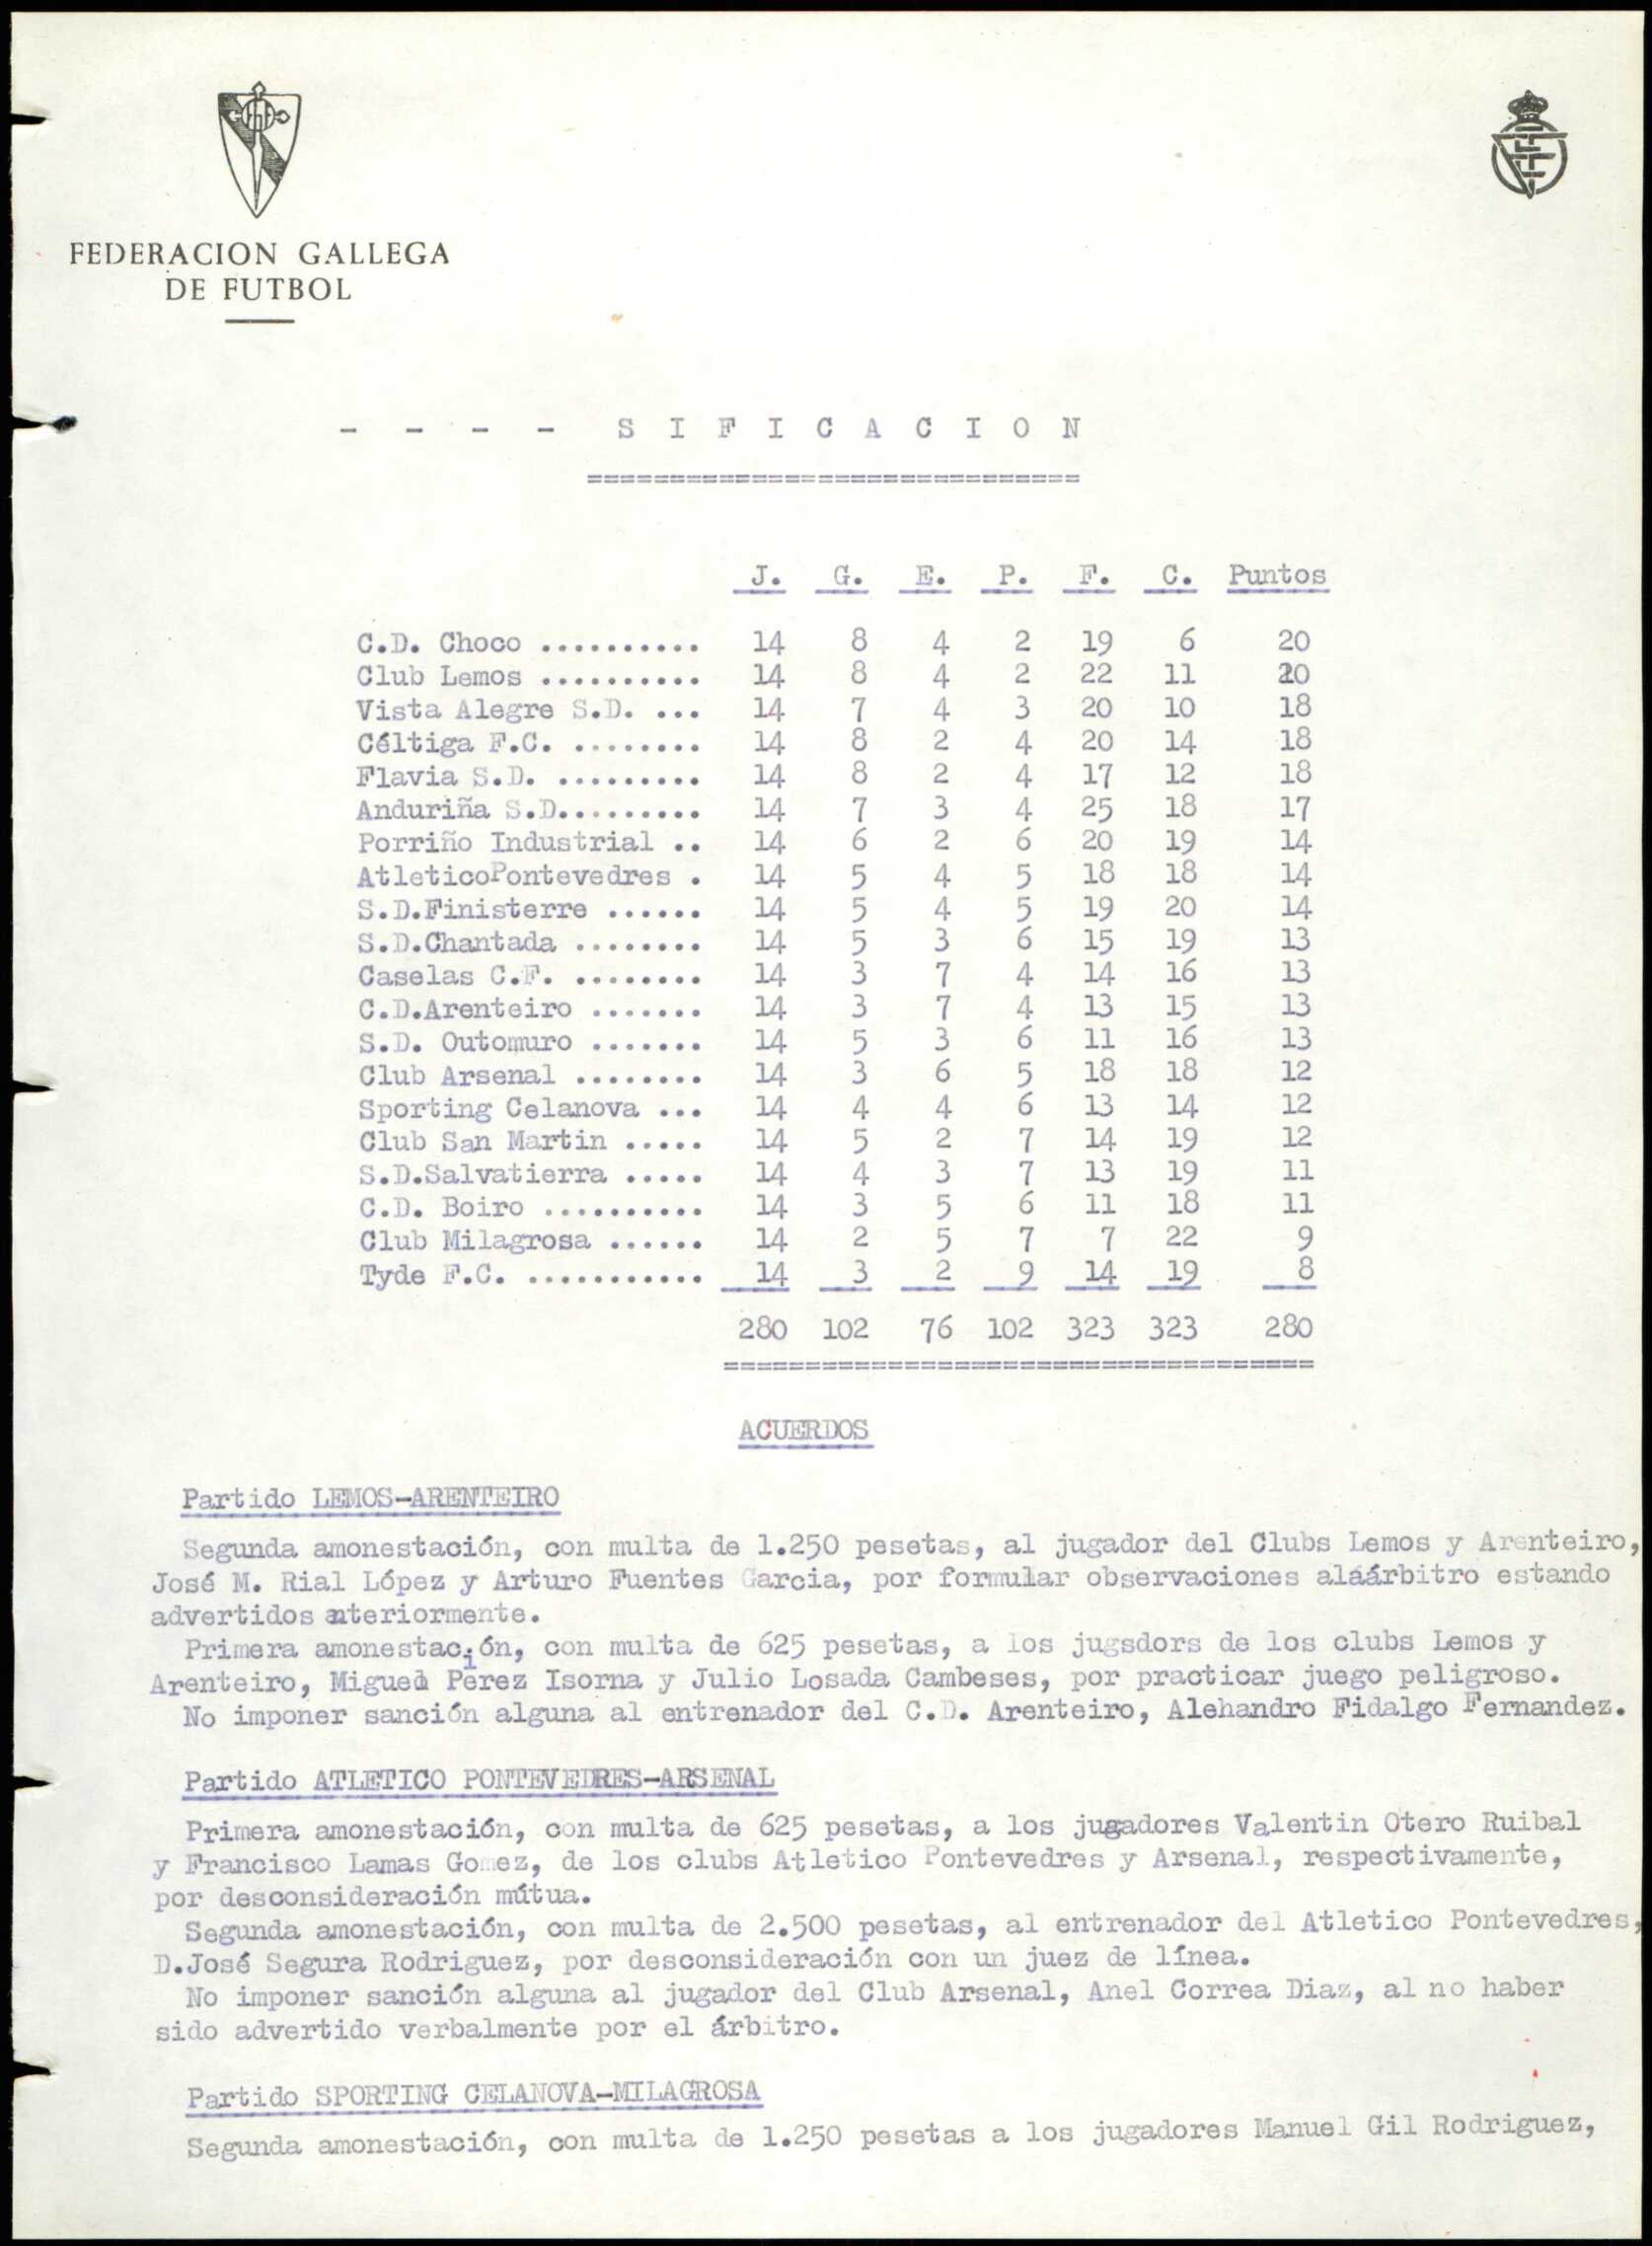 FEDERACION GALLEGA
DE FUTBOL
- - - - S I F I C A C I O N
==============================
J. G. E. P. F. C. Puntos
C.D. Choco .......... 14 8 4 2 19 6 20
Club Lemos .......... 14 8 4 2 22 11 20
Vista Alegre S.D. ... 14 7 4 3 20 10 18
Céltiga F.C. ........ 14 8 2 4 20 14 18
Flavia S.D. ......... 14 8 2 4 17 12 18
Anduriña S.D......... 14 7 3 4 25 18 17
Porriño Industrial .. 14 6 2 6 20 19 14
AtleticoPontevedres . 14 5 4 5 18 18 14
S.D.Finisterre ...... 14 5 4 5 19 20 14
S.D.Chantada ........ 14 5 3 6 15 19 13
Caselas C.F. ........ 14 3 7 4 14 16 13
C.D.Arenteiro ....... 14 3 7 4 13 15 13
S.D. Outomuro ....... 14 5 3 6 11 16 13
Club Arsenal ........ 14 3 6 5 18 18 12
Sporting Celanova ... 14 4 4 6 13 14 12
Club San Martin ..... 14 5 2 7 14 19 12
S.D.Salvatierra ..... 14 4 3 7 13 19 11
C.D. Boiro .......... 14 3 5 6 11 18 11
Club Milagrosa ...... 14 2 5 7 7 22 9
Tyde F.C. ........... 14 3 2 9 14 19 8
280 102 76 102 323 323 280
====================================
ACUERDOS
Partido LEMOS-ARENTEIRO
Segunda amonestación, con multa de 1.250 pesetas, al jugador del Clubs Lemos y Arenteiro,
José M. Rial López y Arturo Fuentes Garcia, por formular observaciones aláárbitro estando
advertidos anteriormente.
Primera amonestación, con multa de 625 pesetas, a los jugsdors de los clubs Lemos y
Arenteiro, Miguel Perez Isorna y Julio Losada Cambeses, por practicar juego peligroso.
No imponer sanción alguna al entrenador del C.D. Arenteiro, Alehandro Fidalgo Fernandez.
Partido ATLETICO PONTEVEDRES-ARSENAL
Primera amonestación, con multa de 625 pesetas, a los jugadores Valentin Otero Ruibal
y Francisco Lamas Gomez, de los clubs Atletico Pontevedres y Arsenal, respectivamente,
por desconsideración mútua.
Segunda amonestación, con multa de 2.500 pesetas, al entrenador del Atletico Pontevedres,
D.José Segura Rodriguez, por desconsideración con un juez de línea.
No imponer sanción alguna al jugador del Club Arsenal, Anel Correa Diaz, al no haber
sido advertido verbalmente por el árbitro.
Partido SPORTING CELANOVA-MILAGROSA
Segunda amonestación, con multa de 1.250 pesetas a los jugadores Manuel Gil Rodriguez,